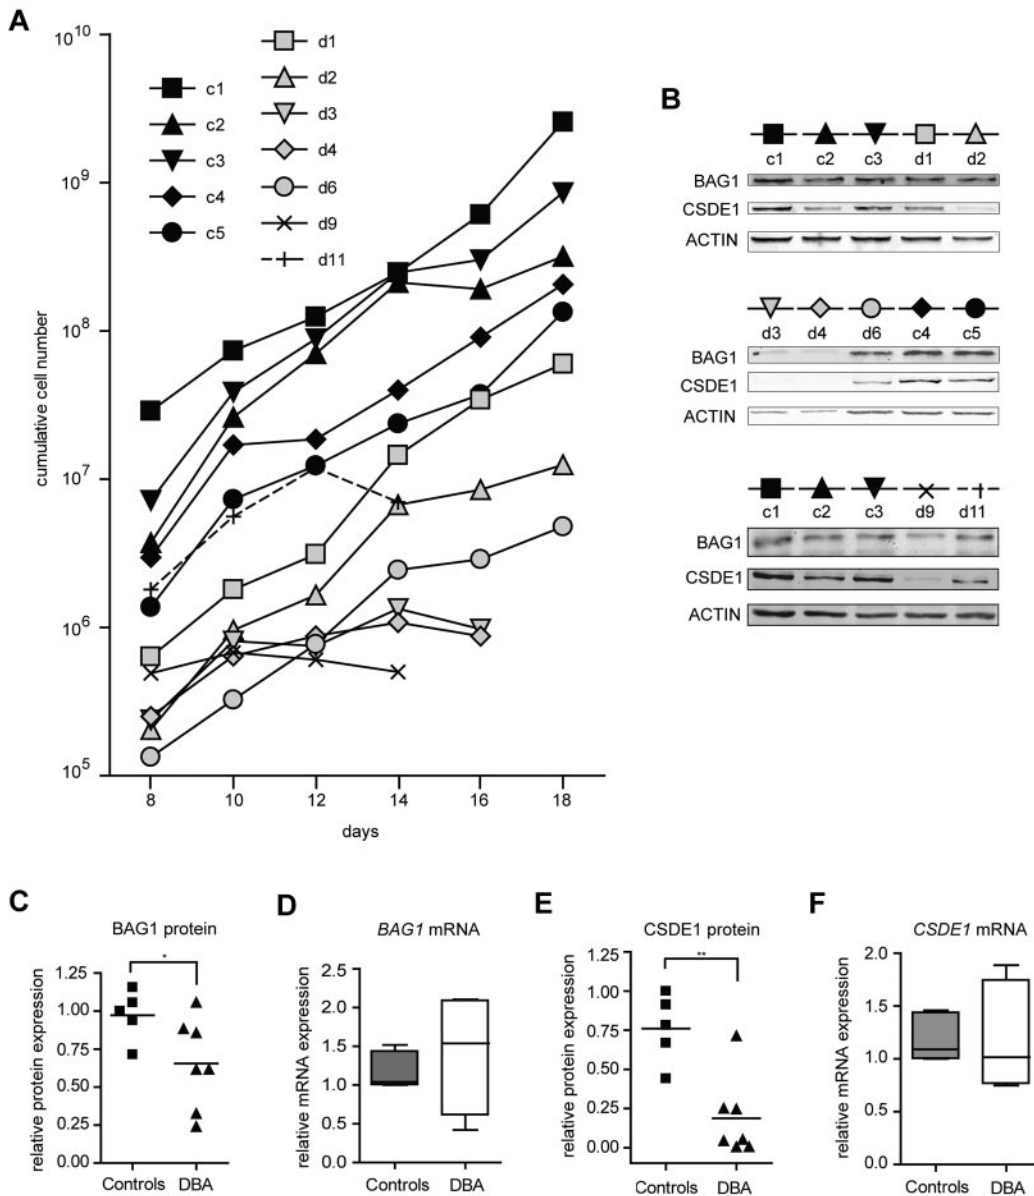 A
10^10
10^9
10^8
10^7
10^6
10^5
cumulative cell number
8 10 12 14 16 18
days
c1
c2
c3
c4
c5
d1
d2
d3
d4
d6
d9
d11
B
c1 c2 c3 d1 d2
BAG1
CSDE1
ACTIN
d3 d4 d6 c4 c5
BAG1
CSDE1
ACTIN
c1 c2 c3 d9 d11
BAG1
CSDE1
ACTIN
C
BAG1 protein
*
relative protein expression
1.25
1.00
0.75
0.50
0.25
0.00
Controls DBA
D
BAG1 mRNA
relative mRNA expression
2.5
2.0
1.5
1.0
0.5
0.0
Controls DBA
E
CSDE1 protein
**
relative protein expression
1.25
1.00
0.75
0.50
0.25
0.00
Controls DBA
F
CSDE1 mRNA
relative mRNA expression
2.0
1.5
1.0
0.5
0.0
Controls DBA